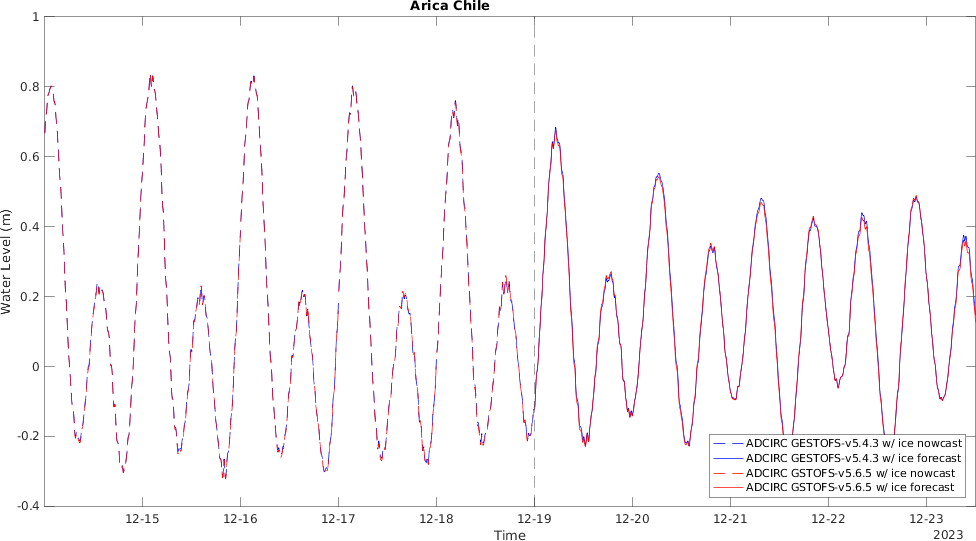 Arica Chile
1
0.8
0.6
0.4
0.2
0
-0.2
-0.4
Water Level (m)
12-15 12-16 12-17 12-18 12-19 12-20 12-21 12-22 12-23
Time
2023
ADCIRC GESTOFS-v5.4.3 w/ ice nowcast
ADCIRC GESTOFS-v5.4.3 w/ ice forecast
ADCIRC GSTOFS-v5.6.5 w/ ice nowcast
ADCIRC GSTOFS-v5.6.5 w/ ice forecast